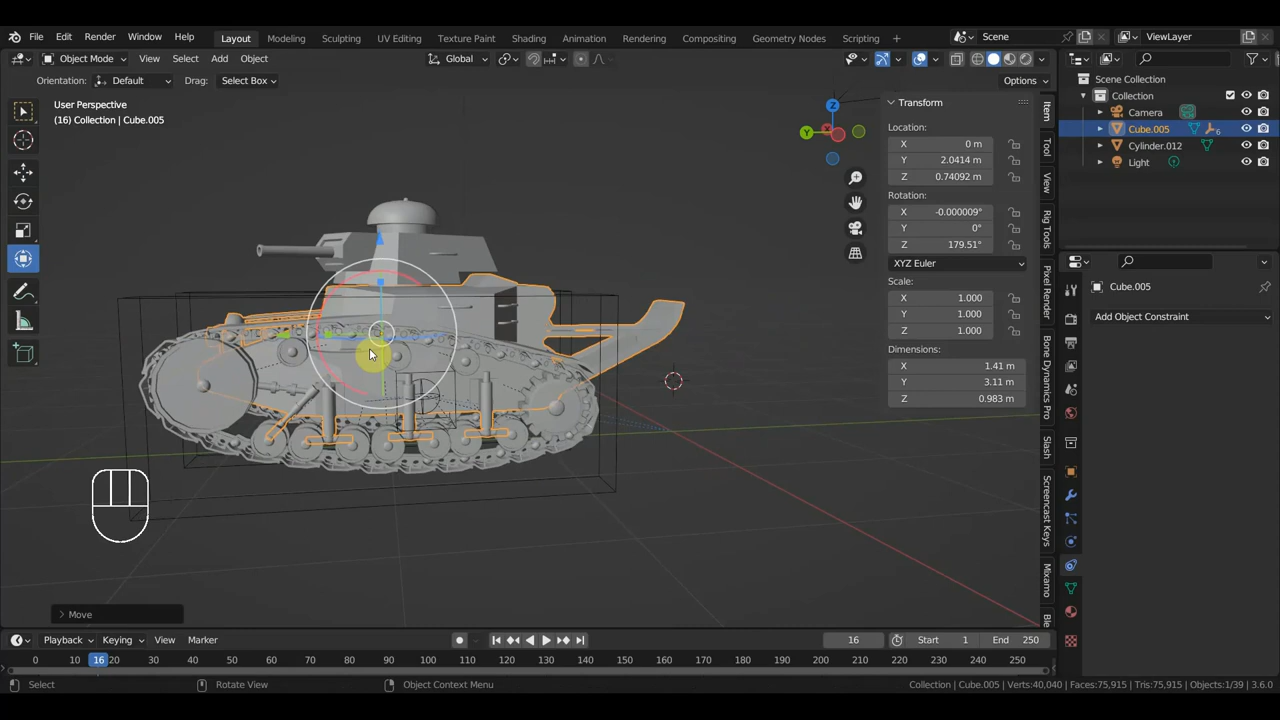 File Edit Render Window Help Layout Modeling Sculpting UV Editing Texture Paint Shading Animation Rendering Compositing Geometry Nodes Scripting + Scene ViewLayer
Object Mode View Select Add Object Global
Orientation: Default Drag: Select Box Options
User Perspective
(16) Collection | Cube.005
Z
Y
X
Transform
Location:
X 0 m
Y 2.0414 m
Z 0.74092 m
Rotation:
X -0.000009°
Y 0°
Z 179.51°
XYZ Euler
Scale:
X 1.000
Y 1.000
Z 1.000
Dimensions:
X 1.41 m
Y 3.11 m
Z 0.983 m
Item
Tool
View
Rig Tools
Pixel Render
Bone Dynamics Pro
Slash
Screencast Keys
Mixamo
Ble
Scene Collection
Collection
Camera
Cube.005 6
Cylinder.012
Light
Cube.005
Add Object Constraint
Move
Playback Keying View Marker 16 Start 1 End 250
0 10 16 20 30 40 50 60 70 80 90 100 110 120 130 140 150 160 170 180 190 200 210 220 230 240 250
Select Rotate View Object Context Menu Collection | Cube.005 | Verts:40,040 | Faces:75,915 | Tris:75,915 | Objects:1/39 | 3.6.0